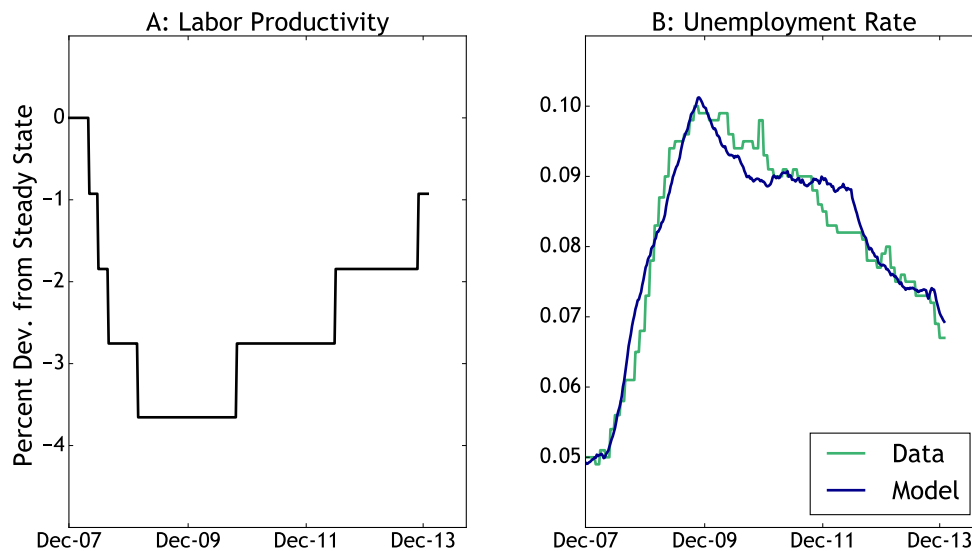 A: Labor Productivity
Percent Dev. from Steady State
0
−1
−2
−3
−4
Dec-07 Dec-09 Dec-11 Dec-13
B: Unemployment Rate
0.10
0.09
0.08
0.07
0.06
0.05
Data
Model
Dec-07 Dec-09 Dec-11 Dec-13